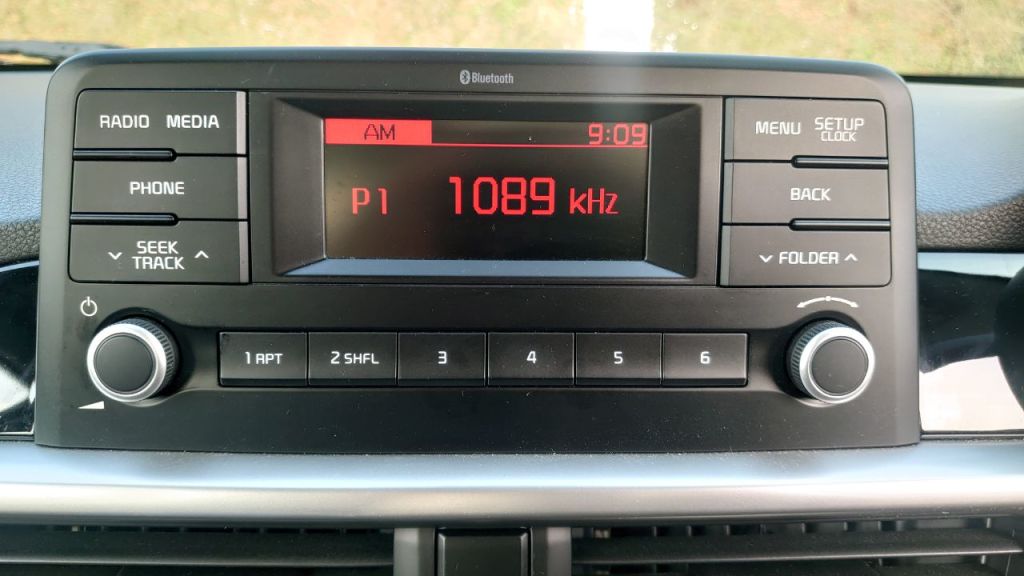 Bluetooth
RADIO MEDIA
AM 9:09
MENU SETUP
CLOCK
PHONE
P1 1089 kHz
BACK
SEEK
TRACK
FOLDER
1 RPT 2 SHFL 3 4 5 6